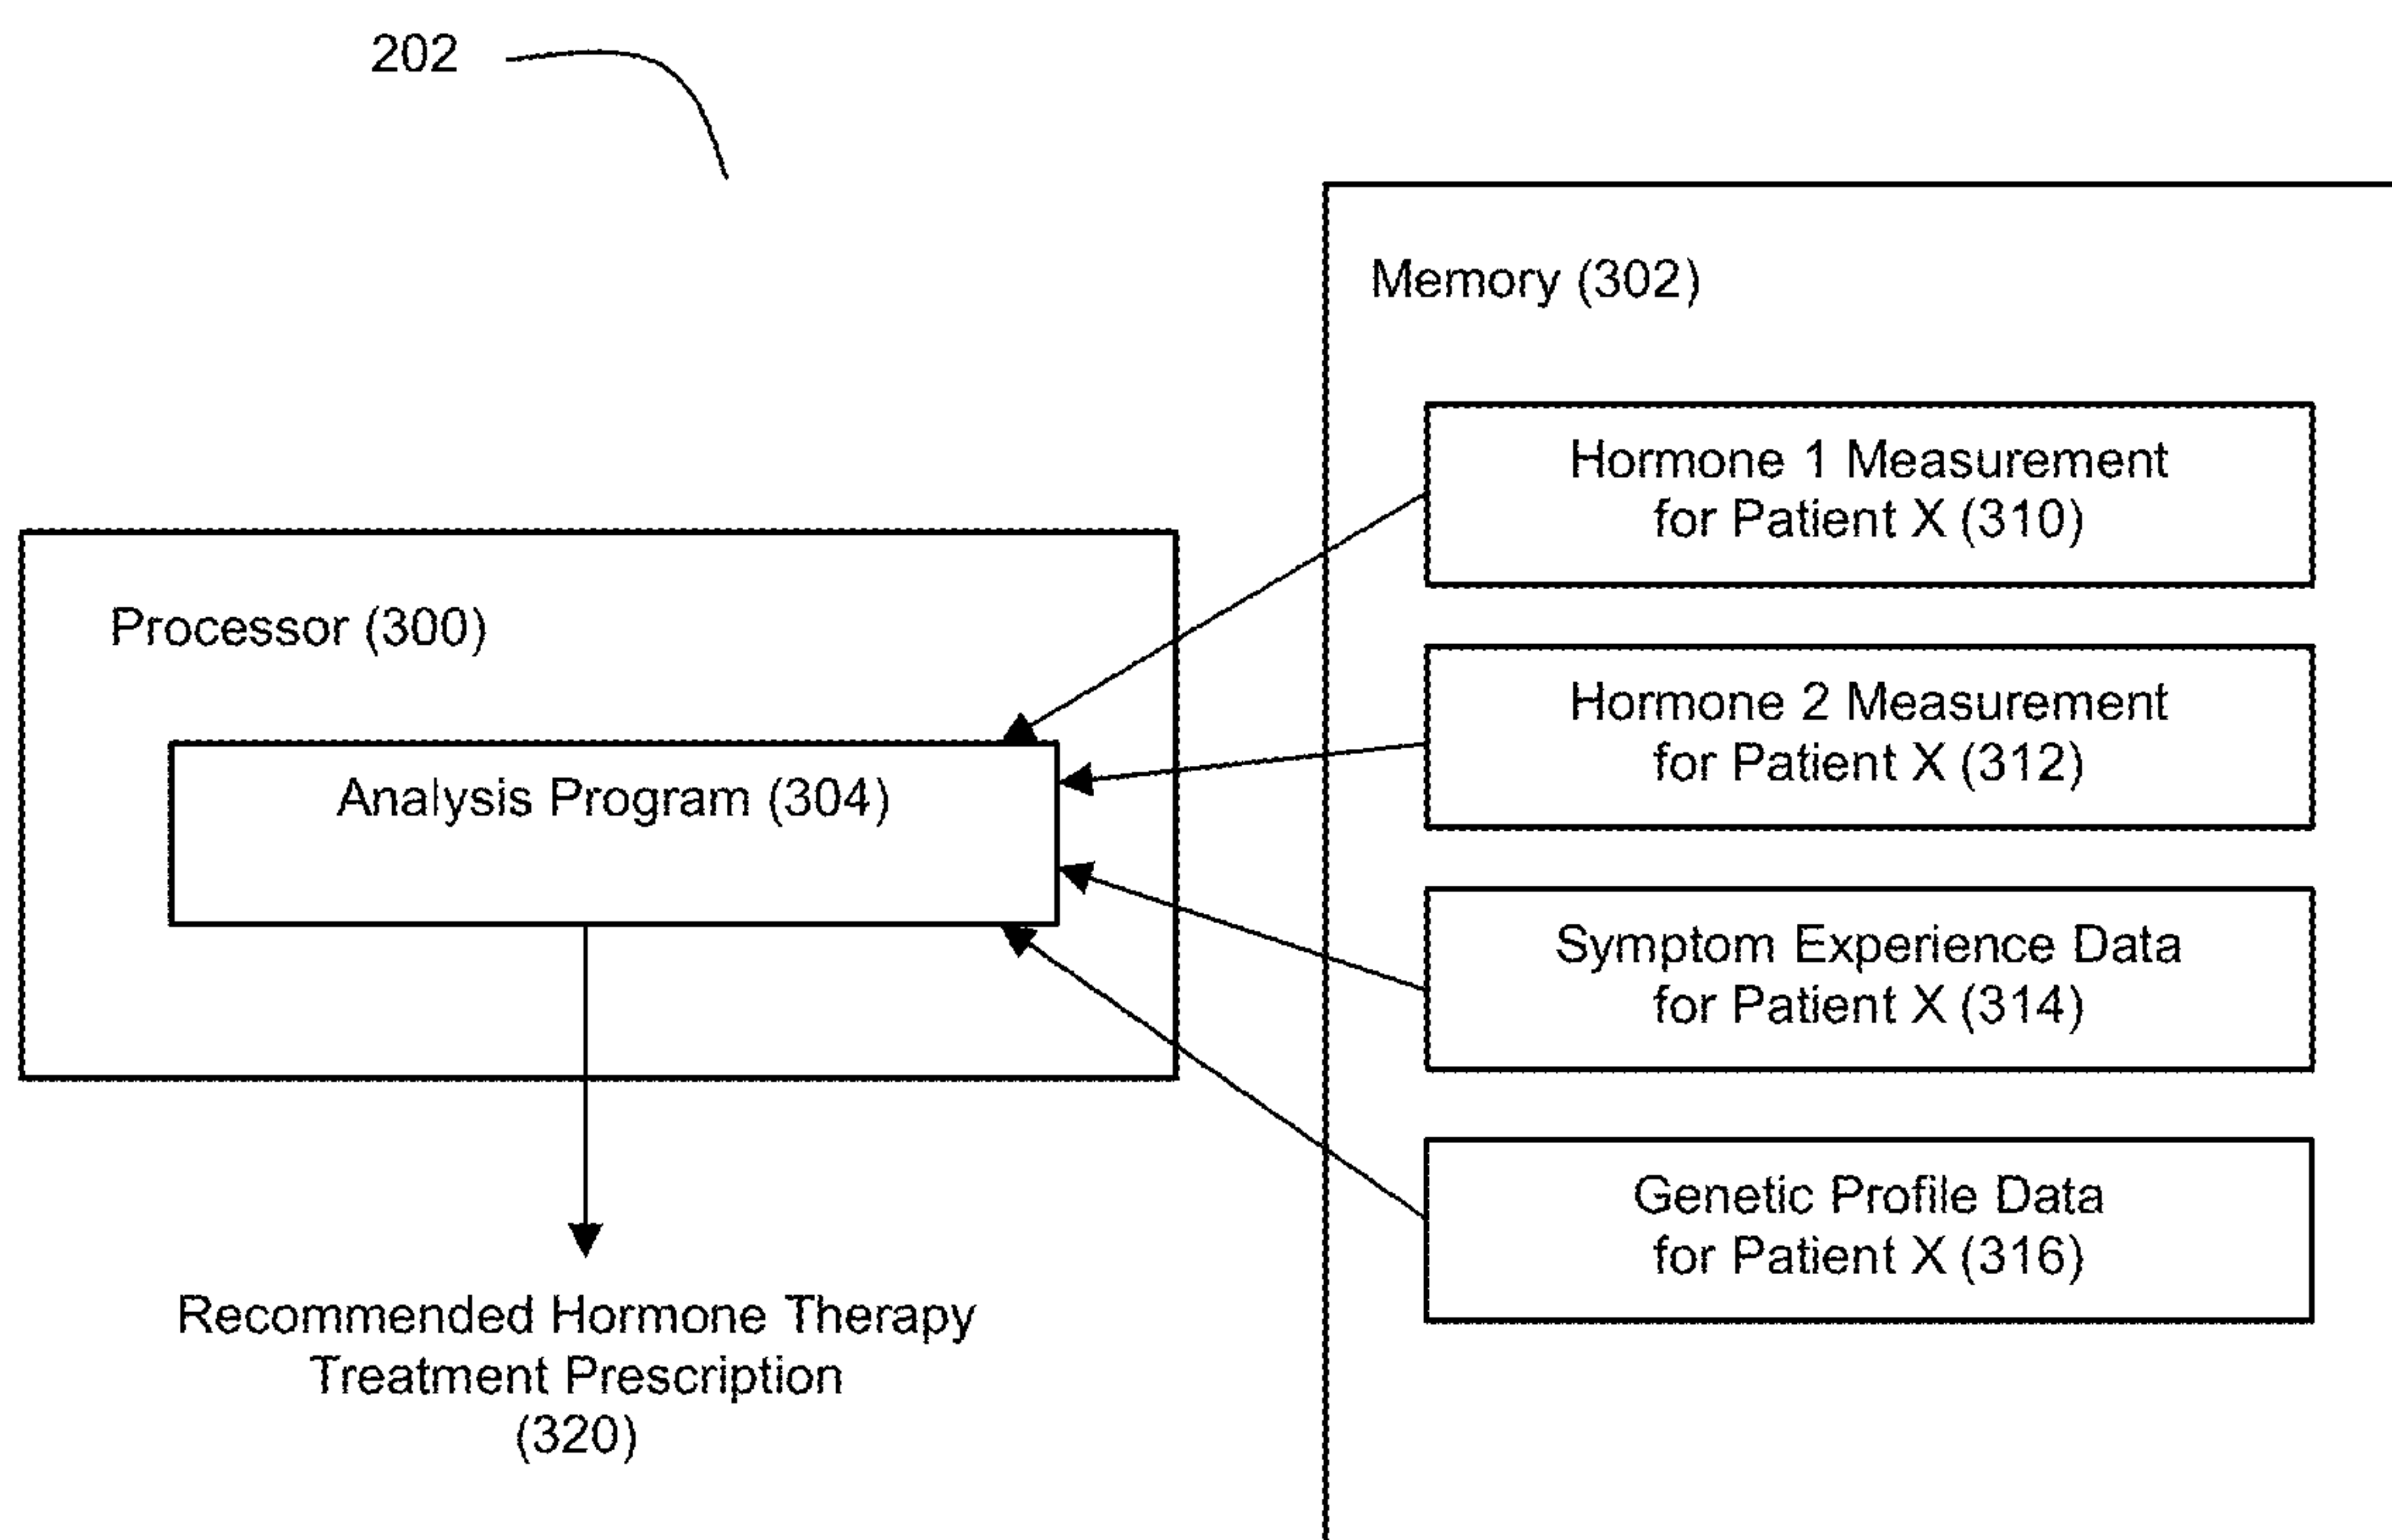 202
Memory (302)
Hormone 1 Measurement
for Patient X (310)
Processor (300)
Hormone 2 Measurement
for Patient X (312)
Analysis Program (304)
Symptom Experience Data
for Patient X (314)
Genetic Profile Data
for Patient X (316)
Recommended Hormone Therapy
Treatment Prescription
(320)